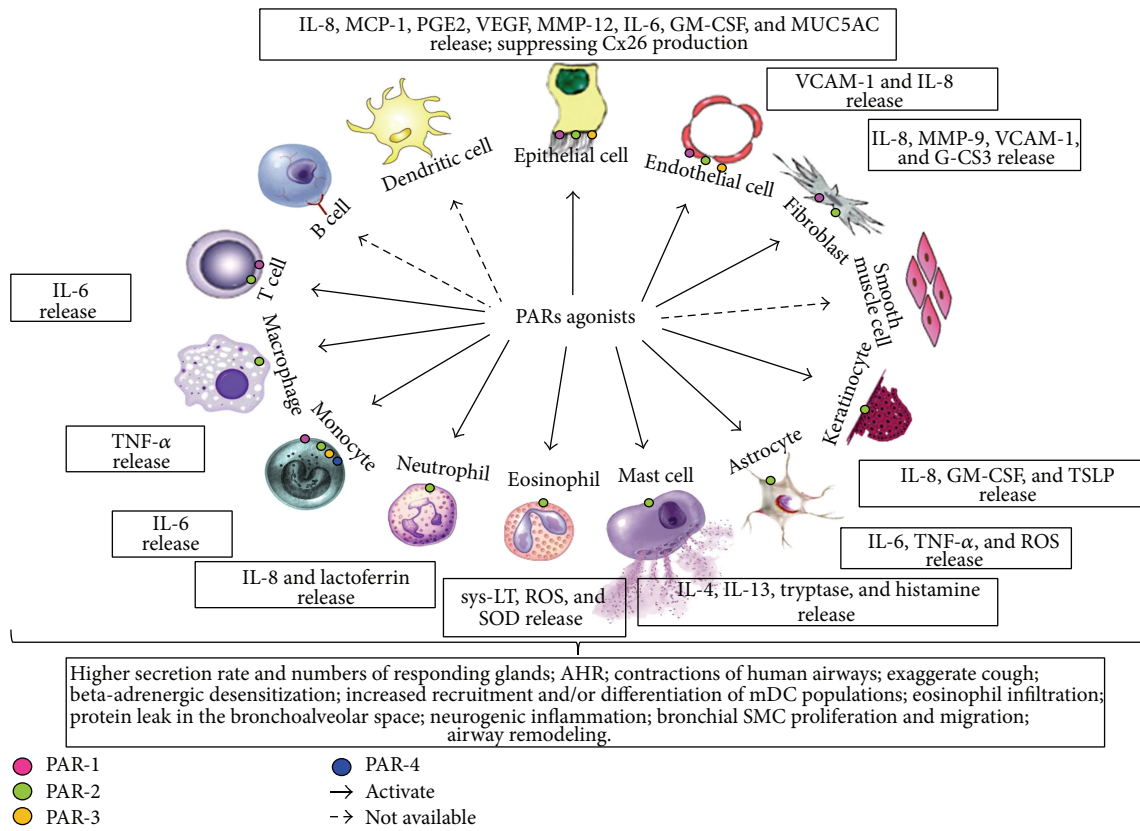 IL-8, MCP-1, PGE2, VEGF, MMP-12, IL-6, GM-CSF, and MUC5AC
release; suppressing Cx26 production
VCAM-1 and IL-8
release
IL-8, MMP-9, VCAM-1,
and G-CS3 release
Epithelial cell
Endothelial cell
Dendritic cell
Fibroblast
B cell
Smooth
muscle cell
T cell
IL-6
release
PARs agonists
Macrophage
Keratinocyte
TNF-α
release
Monocyte
Neutrophil
Eosinophil
Mast cell
Astrocyte
IL-8, GM-CSF, and TSLP
release
IL-6
release
IL-6, TNF-α, and ROS
release
IL-8 and lactoferrin
release
sys-LT, ROS, and
SOD release
IL-4, IL-13, tryptase, and histamine
release
Higher secretion rate and numbers of responding glands; AHR; contractions of human airways; exaggerate cough;
beta-adrenergic desensitization; increased recruitment and/or differentiation of mDC populations; eosinophil infiltration;
protein leak in the bronchoalveolar space; neurogenic inflammation; bronchial SMC proliferation and migration;
airway remodeling.
PAR-1
PAR-2
PAR-3
PAR-4
Activate
Not available